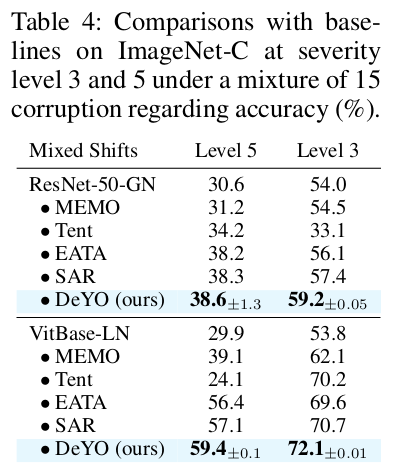 Table 4: Comparisons with base-
lines on ImageNet-C at severity
level 3 and 5 under a mixture of 15
corruption regarding accuracy (%).
Mixed Shifts Level 5 Level 3
ResNet-50-GN 30.6 54.0
• MEMO 31.2 54.5
• Tent 34.2 33.1
• EATA 38.2 56.1
• SAR 38.3 57.4
• DeYO (ours) 38.6±1.3 59.2±0.05
VitBase-LN 29.9 53.8
• MEMO 39.1 62.1
• Tent 24.1 70.2
• EATA 56.4 69.6
• SAR 57.1 70.7
• DeYO (ours) 59.4±0.1 72.1±0.01